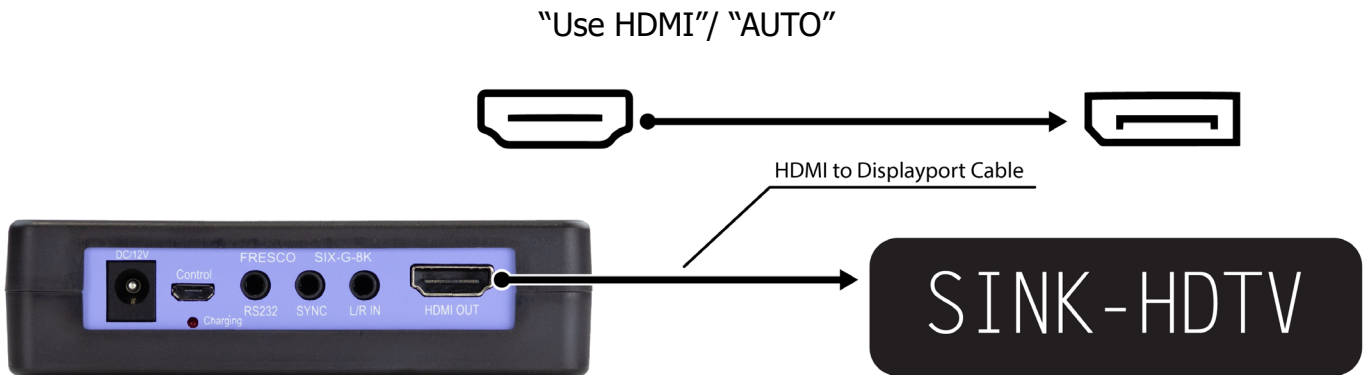 “Use HDMI”/ “AUTO”
HDMI to Displayport Cable
DC/12V
Control
FRESCO SIX-G-8K
Charging
RS232 SYNC L/R IN HDMI OUT
SINK-HDTV